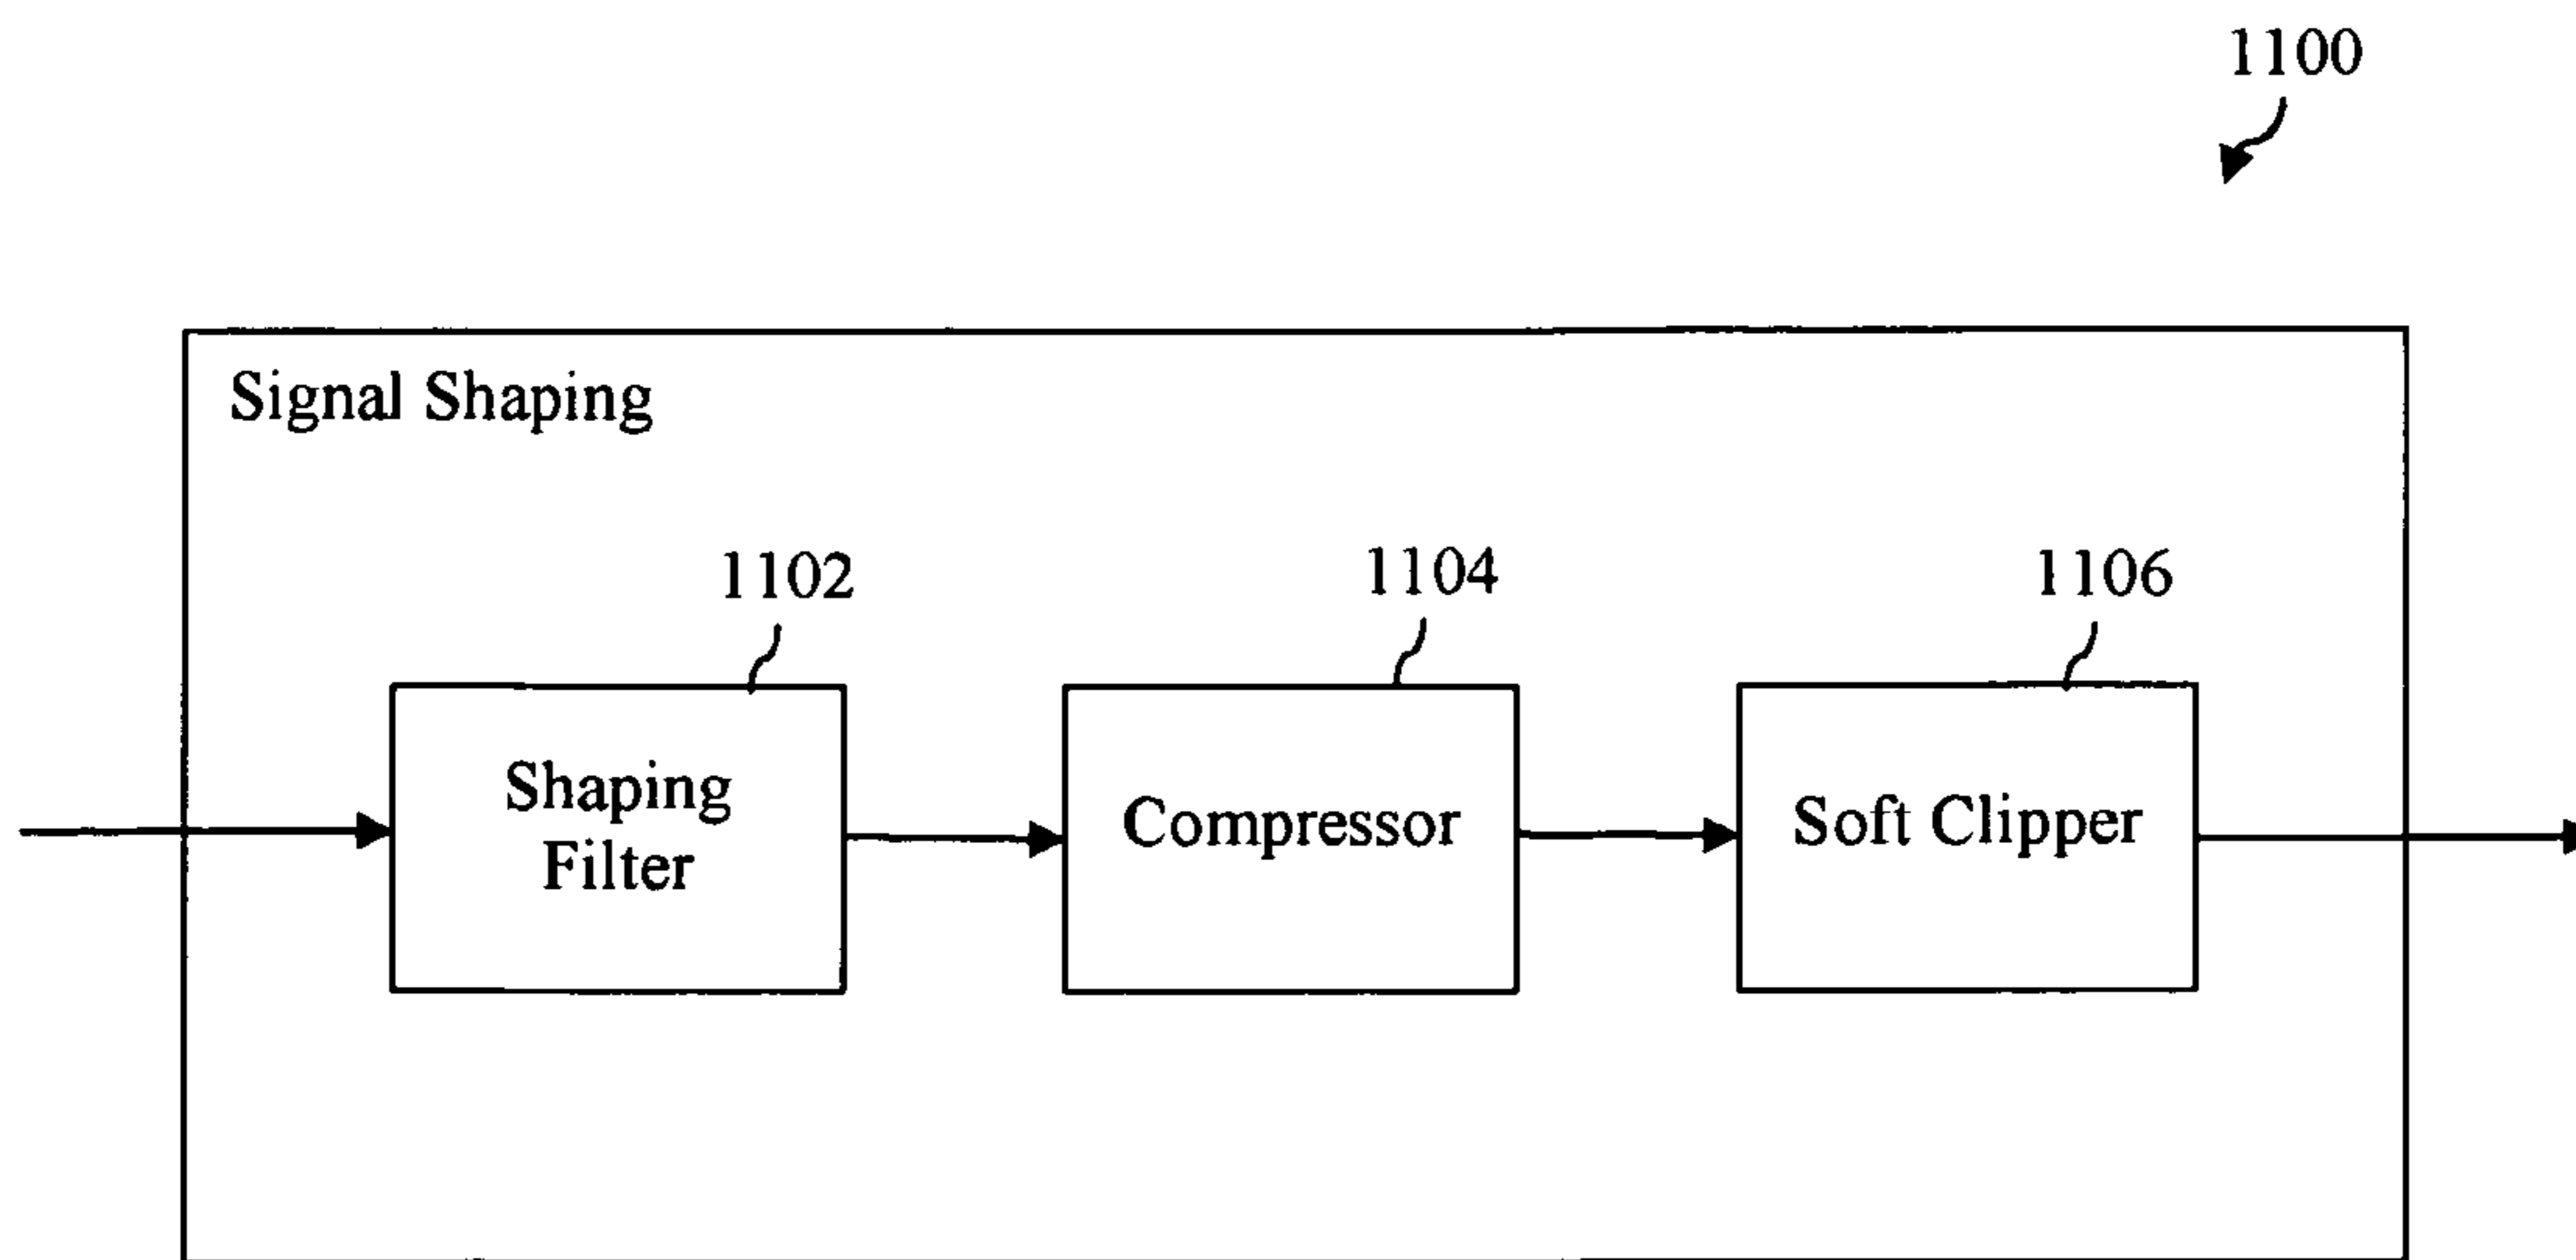 1100
Signal Shaping
1102
1104
1106
Shaping
Filter
Compressor
Soft Clipper